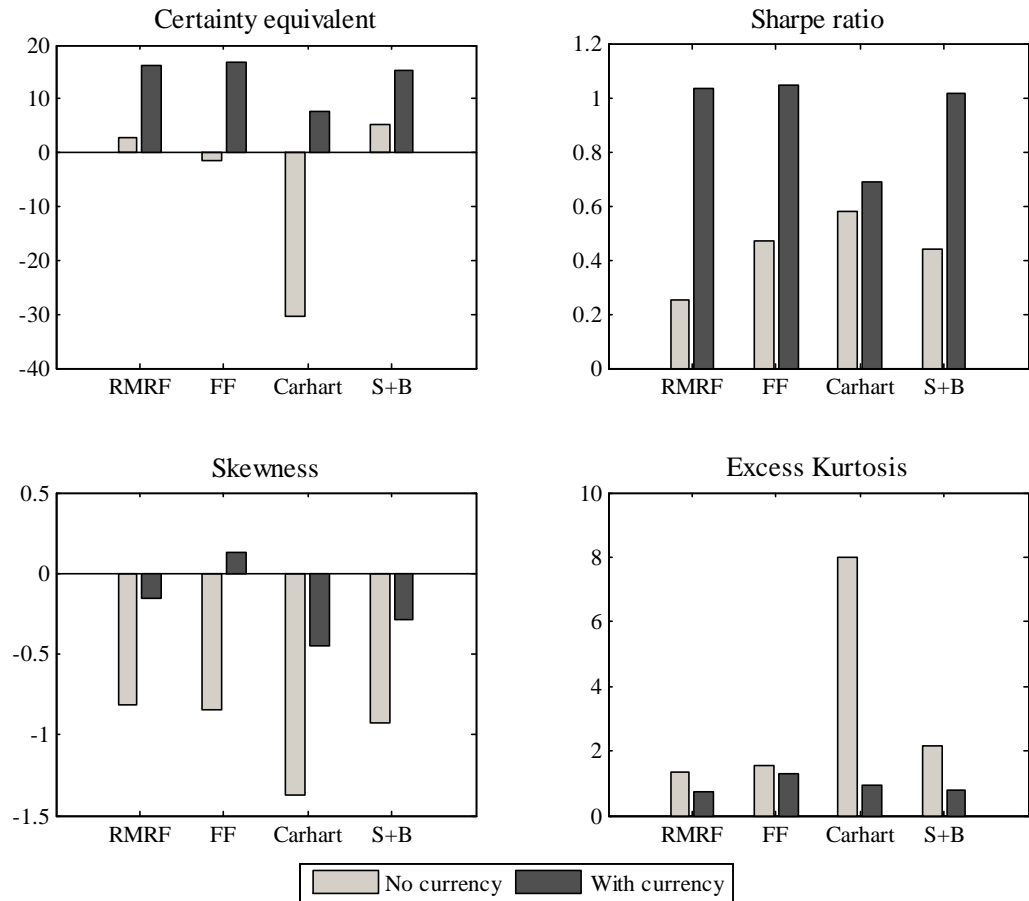 Certainty equivalent
20
10
0
-10
-20
-30
-40
RMRF FF Carhart S+B
Sharpe ratio
1.2
1
0.8
0.6
0.4
0.2
0
RMRF FF Carhart S+B
Skewness
0.5
0
-0.5
-1
-1.5
RMRF FF Carhart S+B
Excess Kurtosis
10
8
6
4
2
0
RMRF FF Carhart S+B
No currency With currency